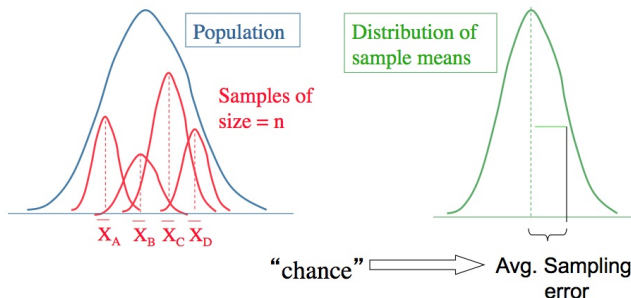 Population
Samples of
size = n
X̄A X̄B X̄C X̄D
Distribution of
sample means
“chance”
Avg. Sampling
error